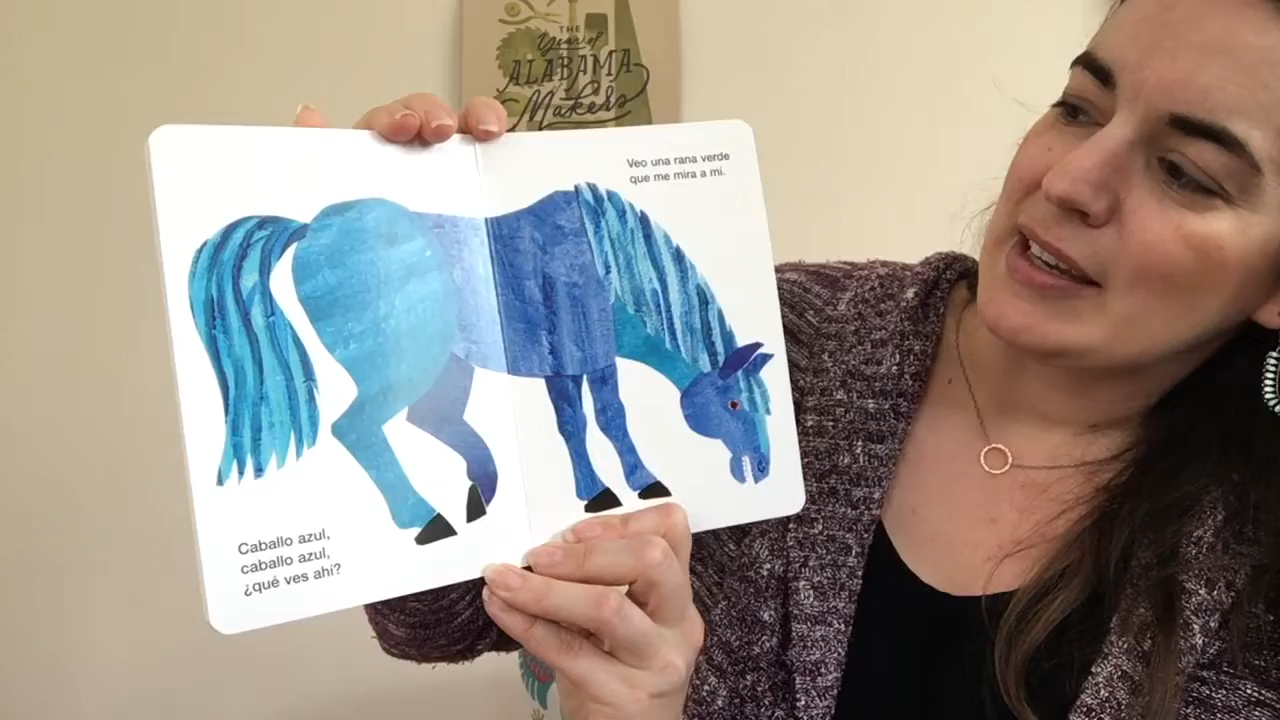 THE
Year of
ALABAMA
Makers
Veo una rana verde
que me mira a mí.
Caballo azul,
caballo azul,
¿qué ves ahí?